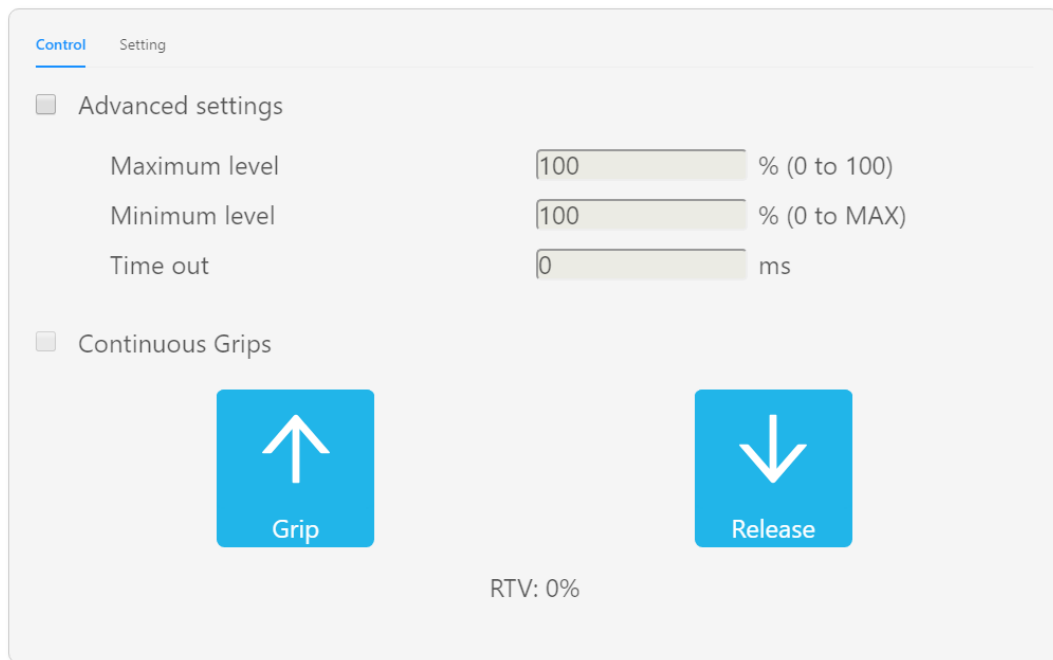 Control Setting
Advanced settings
Maximum level 100 % (0 to 100)
Minimum level 100 % (0 to MAX)
Time out 0 ms
Continuous Grips
Grip Release
RTV: 0%